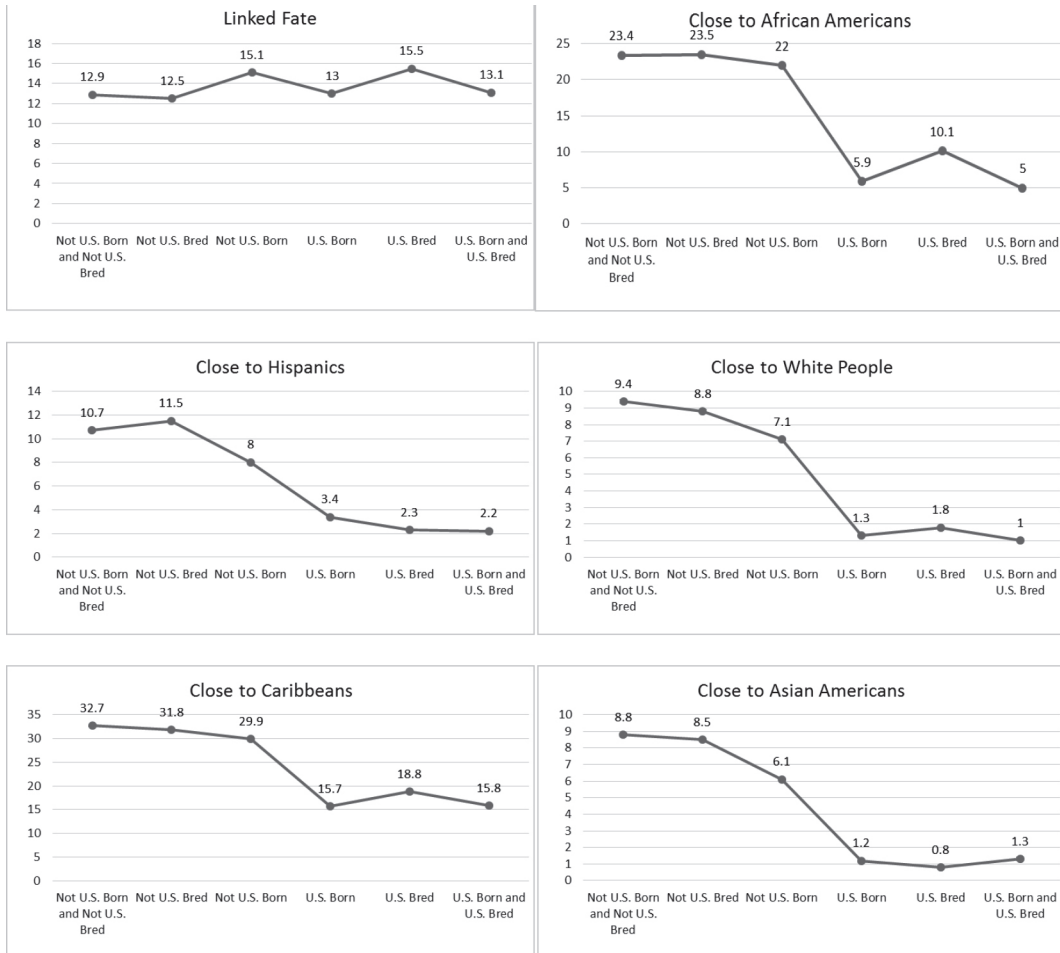 Linked Fate
18
16
14
12
10
8
6
4
2
0
12.9
12.5
15.1
13
15.5
13.1
Not U.S. Born
and Not U.S.
Bred
Not U.S. Bred
Not U.S. Born
U.S. Born
U.S. Bred
U.S. Born and
U.S. Bred
Close to African Americans
25
20
15
10
5
0
23.4
23.5
22
5.9
10.1
5
Not U.S. Born
and Not U.S.
Bred
Not U.S. Bred
Not U.S. Born
U.S. Born
U.S. Bred
U.S. Born and
U.S. Bred
Close to Hispanics
14
12
10
8
6
4
2
0
10.7
11.5
8
3.4
2.3
2.2
Not U.S. Born
and Not U.S.
Bred
Not U.S. Bred
Not U.S. Born
U.S. Born
U.S. Bred
U.S. Born and
U.S. Bred
Close to White People
10
9
8
7
6
5
4
3
2
1
0
9.4
8.8
7.1
1.3
1.8
1
Not U.S. Born
and Not U.S.
Bred
Not U.S. Bred
Not U.S. Born
U.S. Born
U.S. Bred
U.S. Born and
U.S. Bred
Close to Caribbeans
35
30
25
20
15
10
5
0
32.7
31.8
29.9
15.7
18.8
15.8
Not U.S. Born
and Not U.S.
Bred
Not U.S. Bred
Not U.S. Born
U.S. Born
U.S. Bred
U.S. Born and
U.S. Bred
Close to Asian Americans
10
9
8
7
6
5
4
3
2
1
0
8.8
8.5
6.1
1.2
0.8
1.3
Not U.S. Born
and Not U.S.
Bred
Not U.S. Bred
Not U.S. Born
U.S. Born
U.S. Bred
U.S. Born and
U.S. Bred